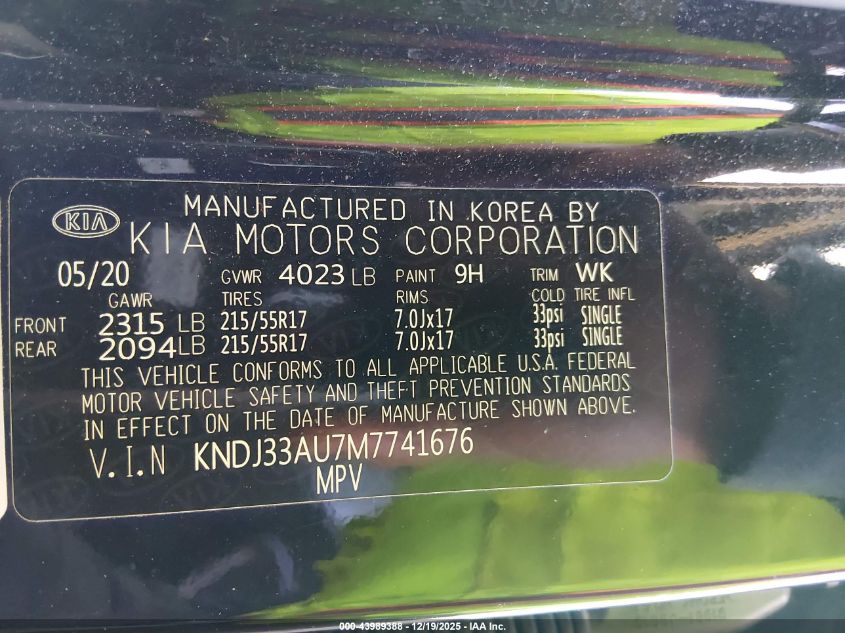 MANUFACTURED IN KOREA BY
KIA KIA MOTORS CORPORATION
05/20 GVWR 4023 LB PAINT 9H TRIM WK
GAWR TIRES RIMS COLD TIRE INFL
FRONT 2315 LB 215/55R17 7.0Jx17 33psi SINGLE
REAR 2094LB 215/55R17 7.0Jx17 33psi SINGLE
THIS VEHICLE CONFORMS TO ALL APPLICABLE U.S.A. FEDERAL
MOTOR VEHICLE SAFETY AND THEFT PREVENTION STANDARDS
IN EFFECT ON THE DATE OF MANUFACTURE SHOWN ABOVE.
V.I.N KNDJ33AU7M7741676
MPV
000-43989388 - 12/19/2025 - IAA Inc.